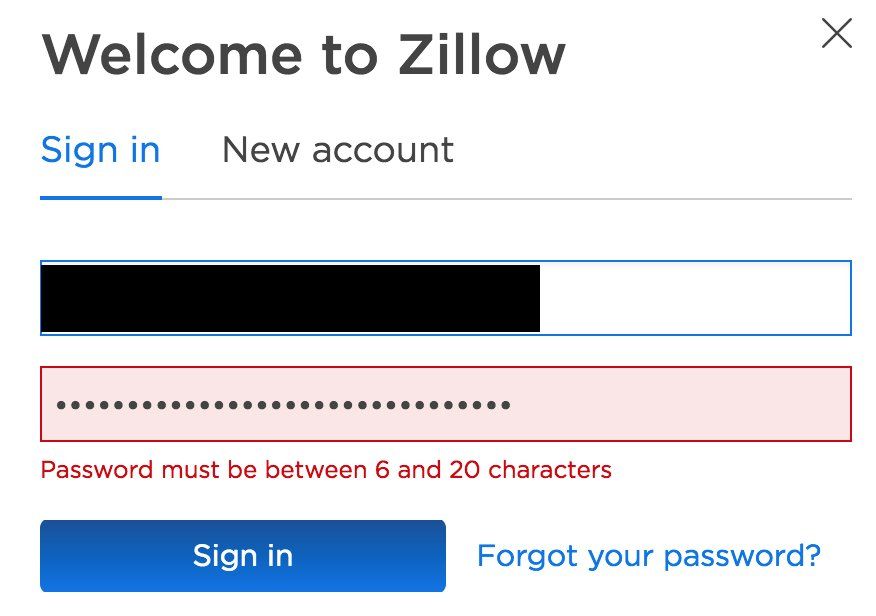 Welcome to Zillow
Sign in New account
••••••••••••••••••••••••••••••••
Password must be between 6 and 20 characters
Sign in Forgot your password?